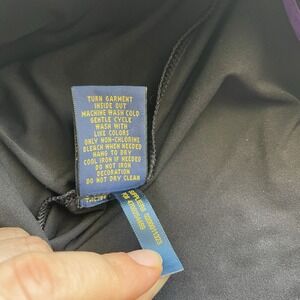 TURN GARMENT
INSIDE OUT
MACHINE WASH COLD
GENTLE CYCLE
WASH WITH
LIKE COLORS
ONLY NON-CHLORINE
BLEACH WHEN NEEDED
HANG TO DRY
COOL IRON IF NEEDED
DO NOT IRON
DECORATION
DO NOT DRY CLEAN